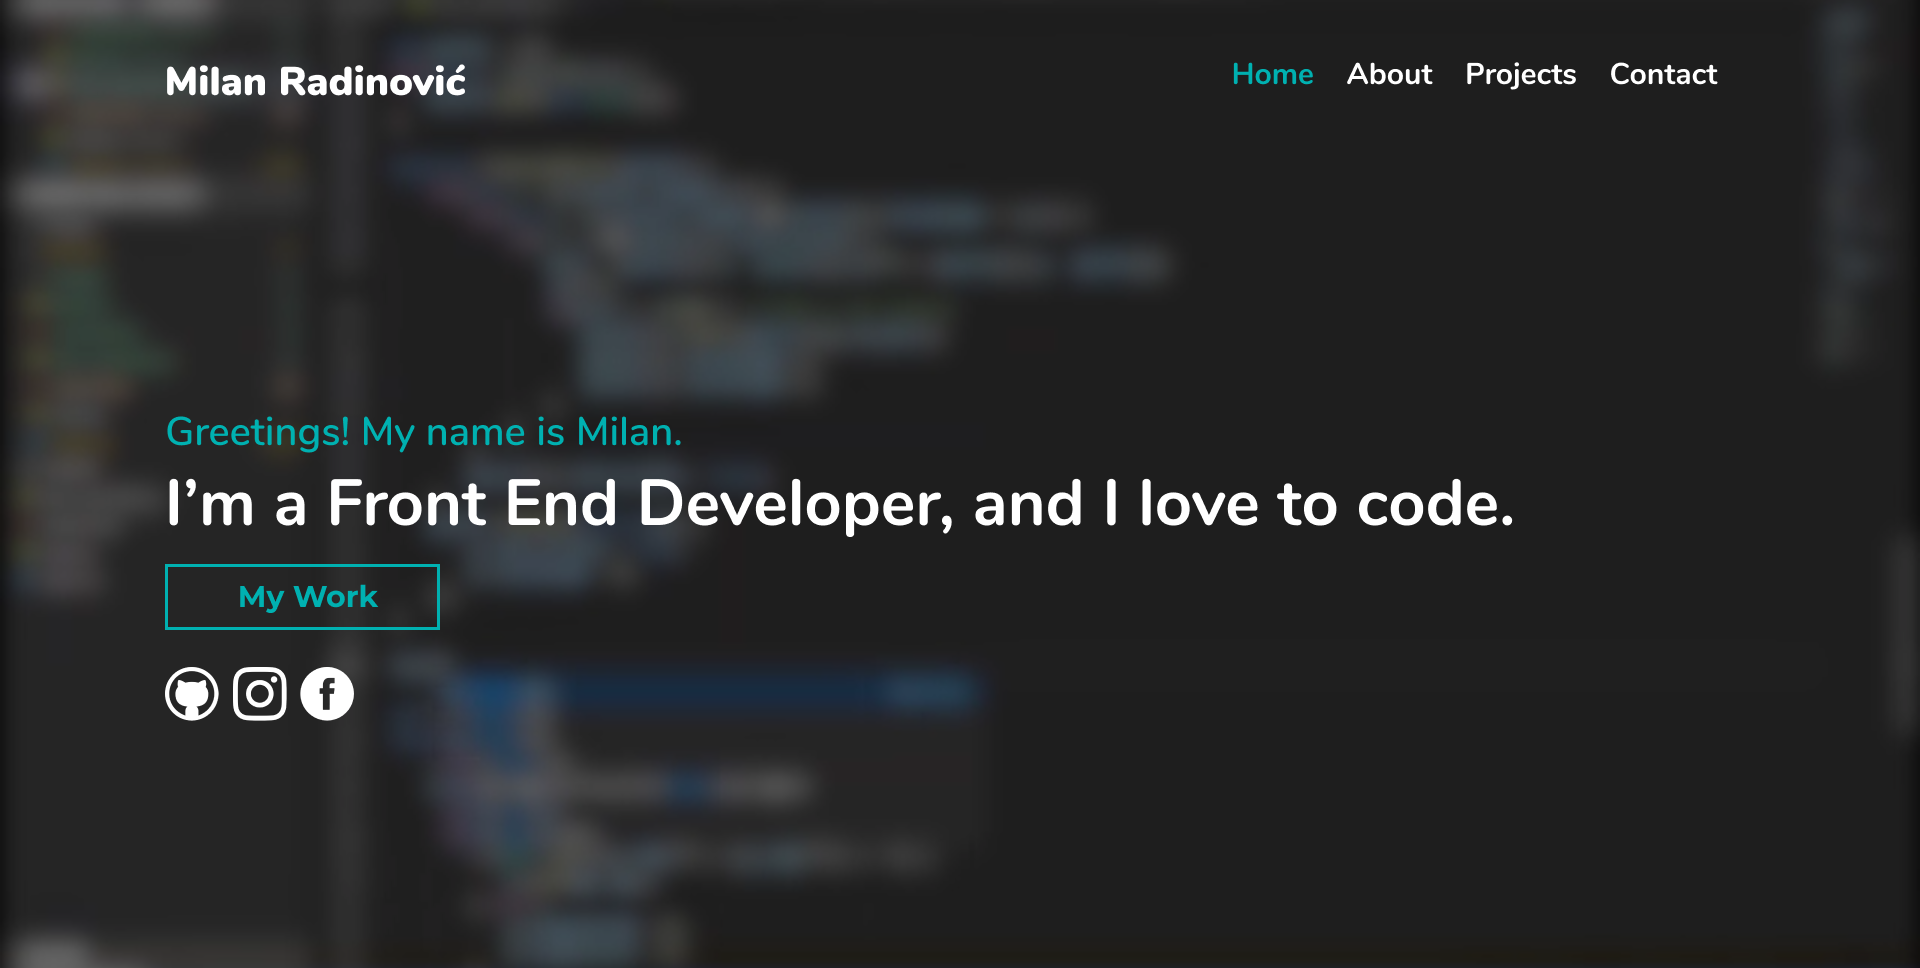 Milan Radinović
Home About Projects Contact
Greetings! My name is Milan.
I’m a Front End Developer, and I love to code.
My Work